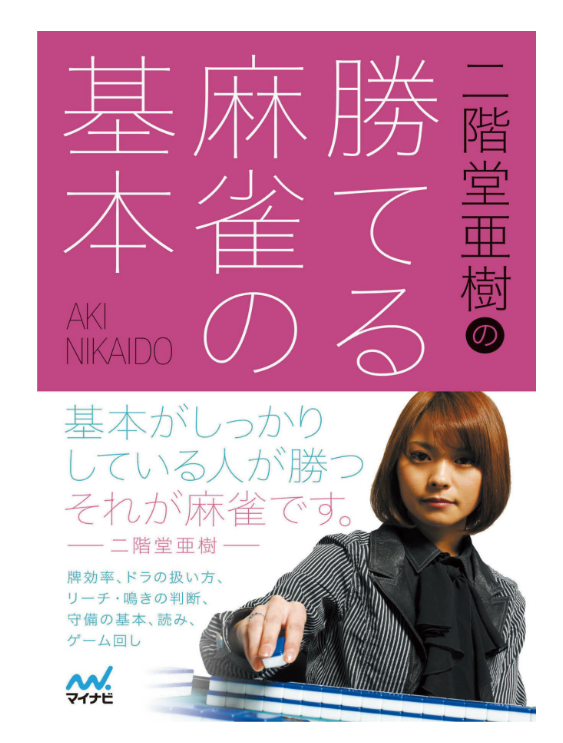 二階堂亜樹の
勝てる
麻雀の
基本
AKI
NIKAIDO
基本がしっかり
している人が勝つ
それが麻雀です。
── 二階堂亜樹 ──
牌効率、ドラの扱い方、
リーチ・鳴きの判断、
守備の基本、読み、
ゲーム回し
マイナビ